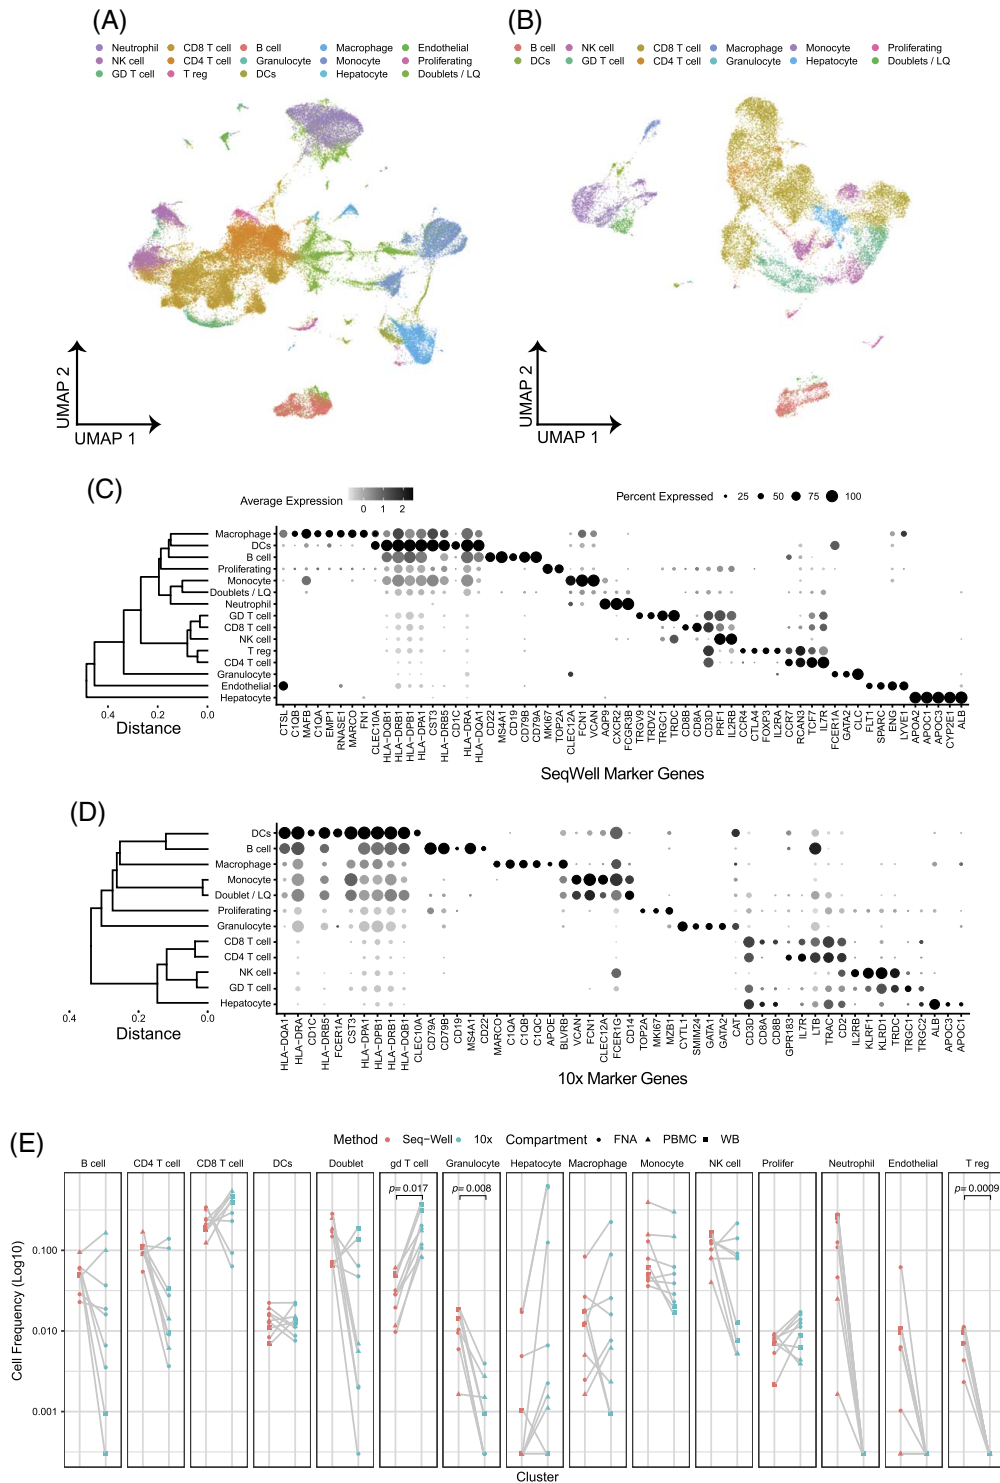 (A)
Neutrophil CD8 T cell B cell Macrophage Endothelial
NK cell CD4 T cell Granulocyte Monocyte Proliferating
GD T cell T reg DCs Hepatocyte Doublets / LQ
UMAP 2
UMAP 1
(B)
B cell NK cell CD8 T cell Macrophage Monocyte Proliferating
DCs GD T cell CD4 T cell Granulocyte Hepatocyte Doublets / LQ
UMAP 2
UMAP 1
(C)
Average Expression 0 1 2
Percent Expressed 25 50 75 100
Macrophage
DCs
B cell
Proliferating
Monocyte
Doublets / LQ
Neutrophil
GD T cell
CD8 T cell
NK cell
T reg
CD4 T cell
Granulocyte
Endothelial
Hepatocyte
0.4 0.2 0.0
Distance
CTSL C1QB MAFB C1QA EMP1 RNASE1 MARCO FN1 CLEC10A HLA-DQB1 HLA-DRB1 HLA-DPB1 HLA-DPA1 CST3 HLA-DRB5 CD1C HLA-DRA HLA-DQA1 CD22 MS4A1 CD19 CD79B CD79A MKI67 TOP2A CLEC12A FCN1 VCAN AQP9 CXCR2 FCGR3B TRGV9 TRDV2 TRGC1 TRDC CD8B CD8A CD3D PRF1 IL2RB CCR4 CTLA4 FOXP3 IL2RA CCR7 RCAN3 TCF7 IL7R FCER1A GATA2 CLC FLT1 SPARC ENG LYVE1 APOA2 APOC1 APOC3 CYP2E1 ALB
SeqWell Marker Genes
(D)
DCs
B cell
Macrophage
Monocyte
Doublet / LQ
Proliferating
Granulocyte
CD8 T cell
CD4 T cell
NK cell
GD T cell
Hepatocyte
0.4 0.2 0.0
Distance
HLA-DQA1 HLA-DRA CD1C HLA-DRB5 FCER1A CST3 HLA-DPA1 HLA-DPB1 HLA-DRB1 HLA-DQB1 CLEC10A CD79A CD79B CD19 MS4A1 CD22 MARCO C1QA C1QB C1QC APOE BLVRB VCAN FCN1 CLEC12A FCER1G CD14 TOP2A MKI67 MZB1 CYTL1 SMIM24 GATA1 GATA2 CAT CD3D CD8A CD8B GPR183 IL7R LTB TRAC CD2 IL2RB KLRF1 KLRD1 TRDC TRGC1 TRGC2 ALB APOC3 APOC1
10x Marker Genes
(E)
Method Seq-Well 10x Compartment FNA PBMC WB
B cell CD4 T cell CD8 T cell DCs Doublet gd T cell Granulocyte Hepatocyte Macrophage Monocyte NK cell Prolifer Neutrophil Endothelial T reg
p= 0.017 p= 0.008 p= 0.0009
0.100
0.010
0.001
Cell Frequency (Log10)
Cluster